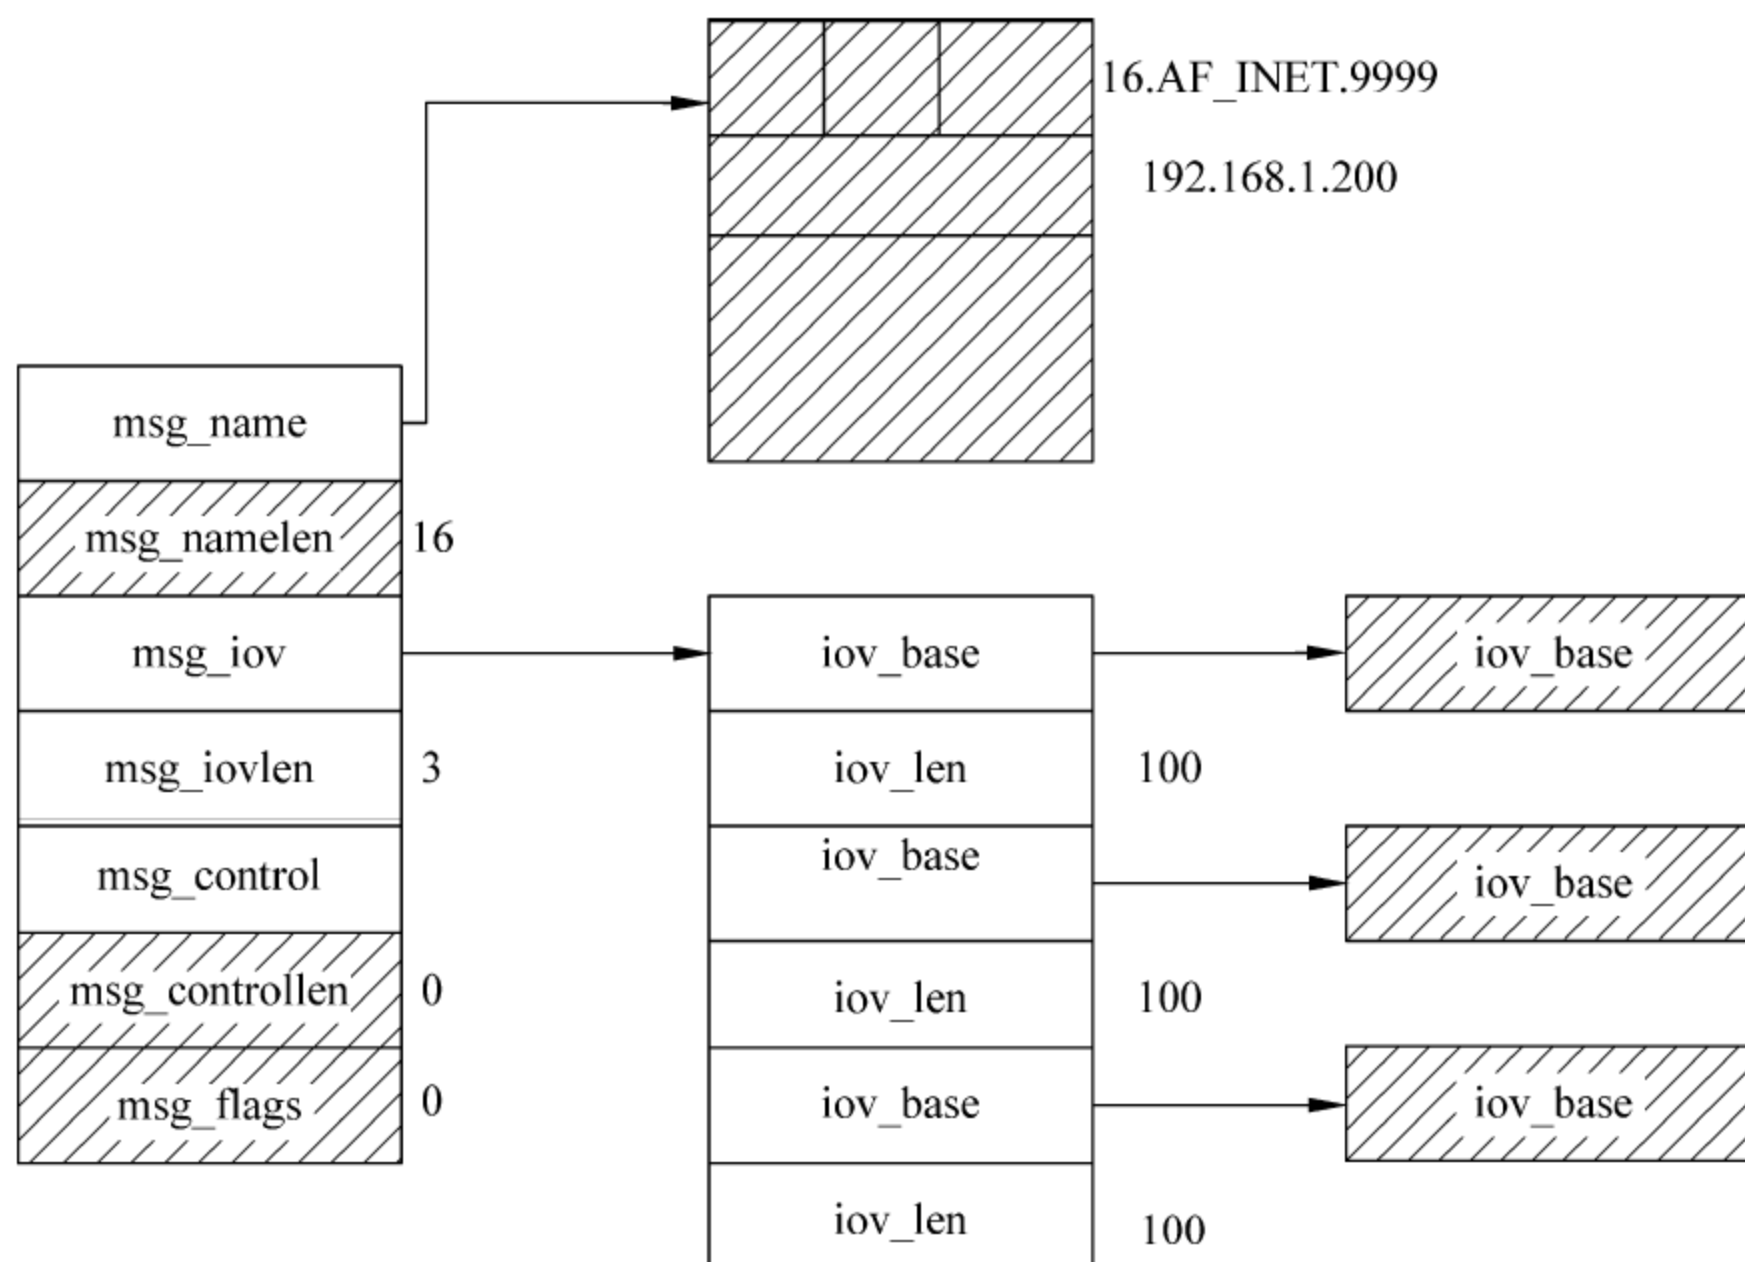 16.AF_INET.9999
192.168.1.200
msg_name
msg_namelen 16
msg_iov
msg_iovlen 3
msg_control
msg_controllen 0
msg_flags 0
iov_base
iov_len 100
iov_base
iov_len 100
iov_base
iov_len 100
iov_base
iov_base
iov_base